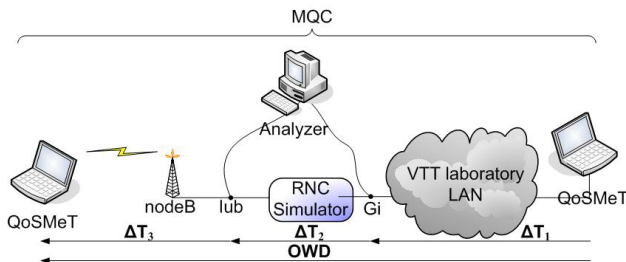 MQC
Analyzer
QoSMeT
nodeB
Iub
RNC
Simulator
Gi
VTT laboratory
LAN
QoSMeT
ΔT₃
ΔT₂
ΔT₁
OWD